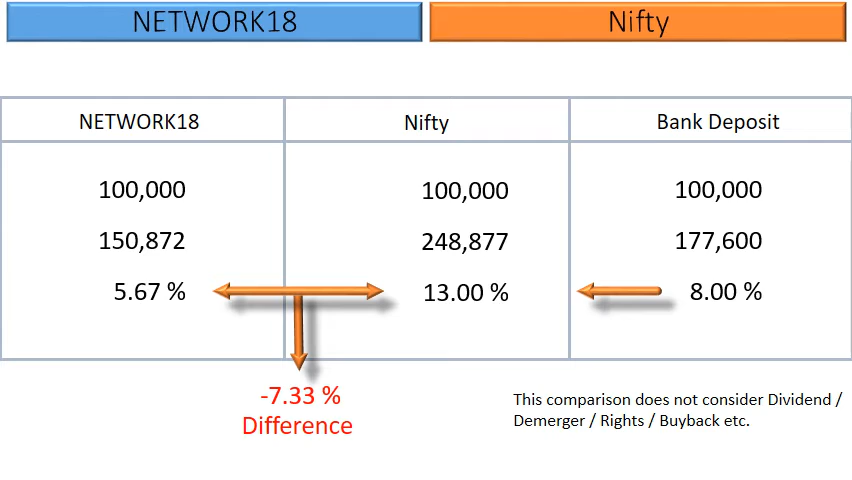 NETWORK18 Nifty
NETWORK18 Nifty Bank Deposit
100,000 100,000 100,000
150,872 248,877 177,600
5.67 % 13.00 % 8.00 %
-7.33 %
Difference
This comparison does not consider Dividend /
Demerger / Rights / Buyback etc.